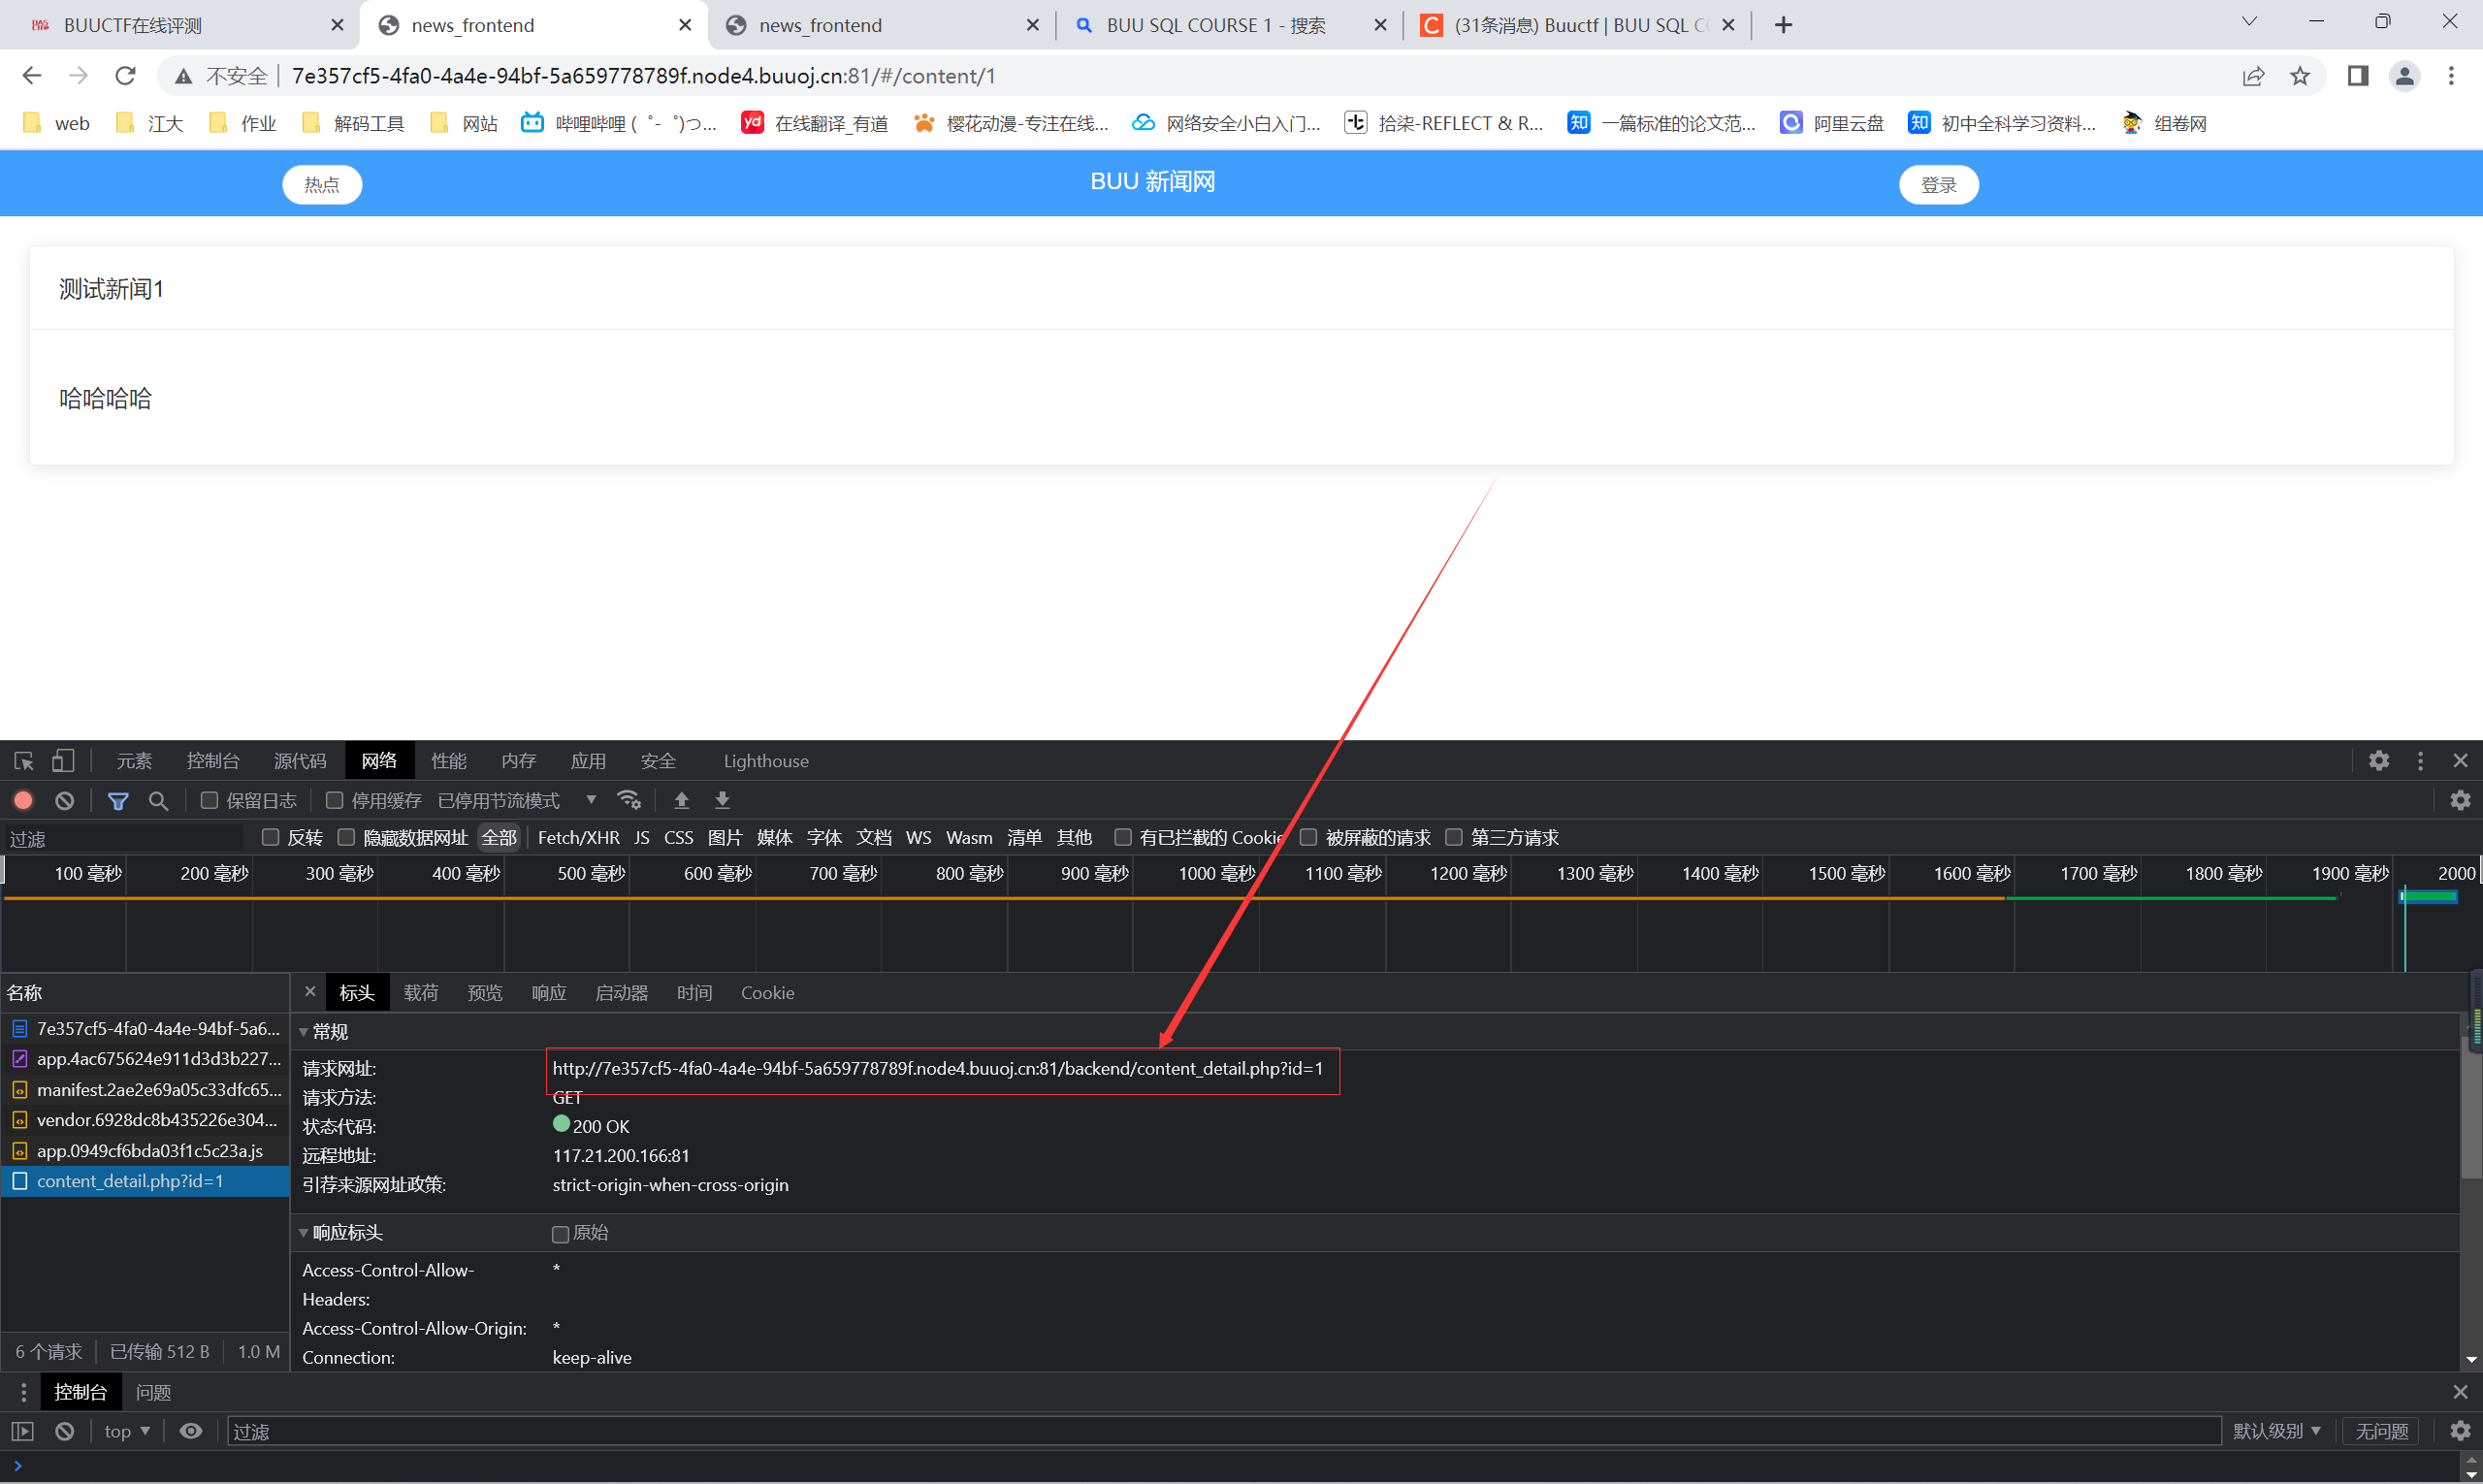 BUUCTF在线评测
news_frontend
news_frontend
BUU SQL COURSE 1 - 搜索
(31条消息) Buuctf | BUU SQL C
不安全
7e357cf5-4fa0-4a4e-94bf-5a659778789f.node4.buuoj.cn:81/#/content/1
web 江大 作业 解码工具 网站 哔哩哔哩 ( ゜- ゜)つ... 在线翻译_有道 樱花动漫-专注在线... 网络安全小白入门... 拾柒-REFLECT & R... 一篇标准的论文范... 阿里云盘 初中全科学习资料... 组卷网
热点 BUU 新闻网 登录
测试新闻1
哈哈哈哈
元素 控制台 源代码 网络 性能 内存 应用 安全 Lighthouse
保留日志 停用缓存 已停用节流模式
过滤 反转 隐藏数据网址 全部 Fetch/XHR JS CSS 图片 媒体 字体 文档 WS Wasm 清单 其他 有已拦截的 Cookie 被屏蔽的请求 第三方请求
100 毫秒 200 毫秒 300 毫秒 400 毫秒 500 毫秒 600 毫秒 700 毫秒 800 毫秒 900 毫秒 1000 毫秒 1100 毫秒 1200 毫秒 1300 毫秒 1400 毫秒 1500 毫秒 1600 毫秒 1700 毫秒 1800 毫秒 1900 毫秒 2000
名称
7e357cf5-4fa0-4a4e-94bf-5a6...
app.4ac675624e911d3d3b227...
manifest.2ae2e69a05c33dfc65...
vendor.6928dc8b435226e304...
app.0949cf6bda03f1c5c23a.js
content_detail.php?id=1
6 个请求 已传输 512 B 1.0 M
标头 载荷 预览 响应 启动器 时间 Cookie
常规
请求网址: http://7e357cf5-4fa0-4a4e-94bf-5a659778789f.node4.buuoj.cn:81/backend/content_detail.php?id=1
请求方法: GET
状态代码: 200 OK
远程地址: 117.21.200.166:81
引荐来源网址政策: strict-origin-when-cross-origin
响应标头 原始
Access-Control-Allow- *
Headers:
Access-Control-Allow-Origin: *
Connection: keep-alive
控制台 问题
top 过滤 默认级别 无问题